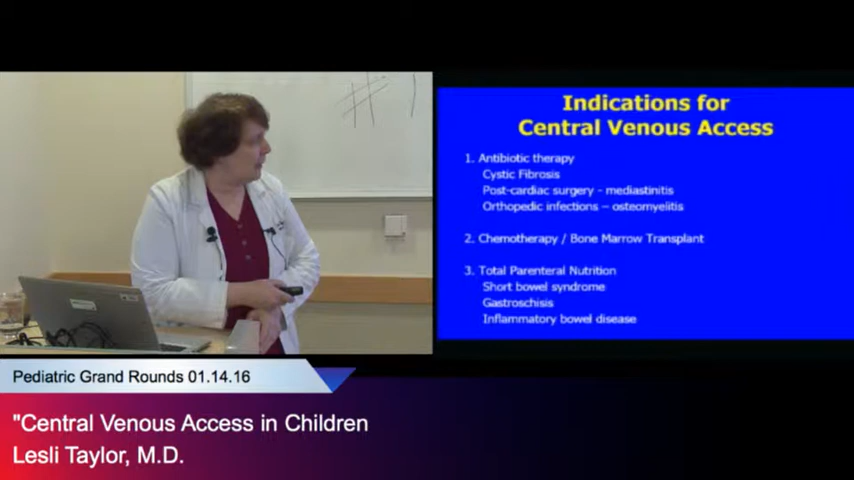 Indications for
Central Venous Access
1. Antibiotic therapy
Cystic Fibrosis
Post-cardiac surgery - mediastinitis
Orthopedic infections – osteomyelitis
2. Chemotherapy / Bone Marrow Transplant
3. Total Parenteral Nutrition
Short bowel syndrome
Gastroschisis
Inflammatory bowel disease
Pediatric Grand Rounds 01.14.16
"Central Venous Access in Children
Lesli Taylor, M.D.